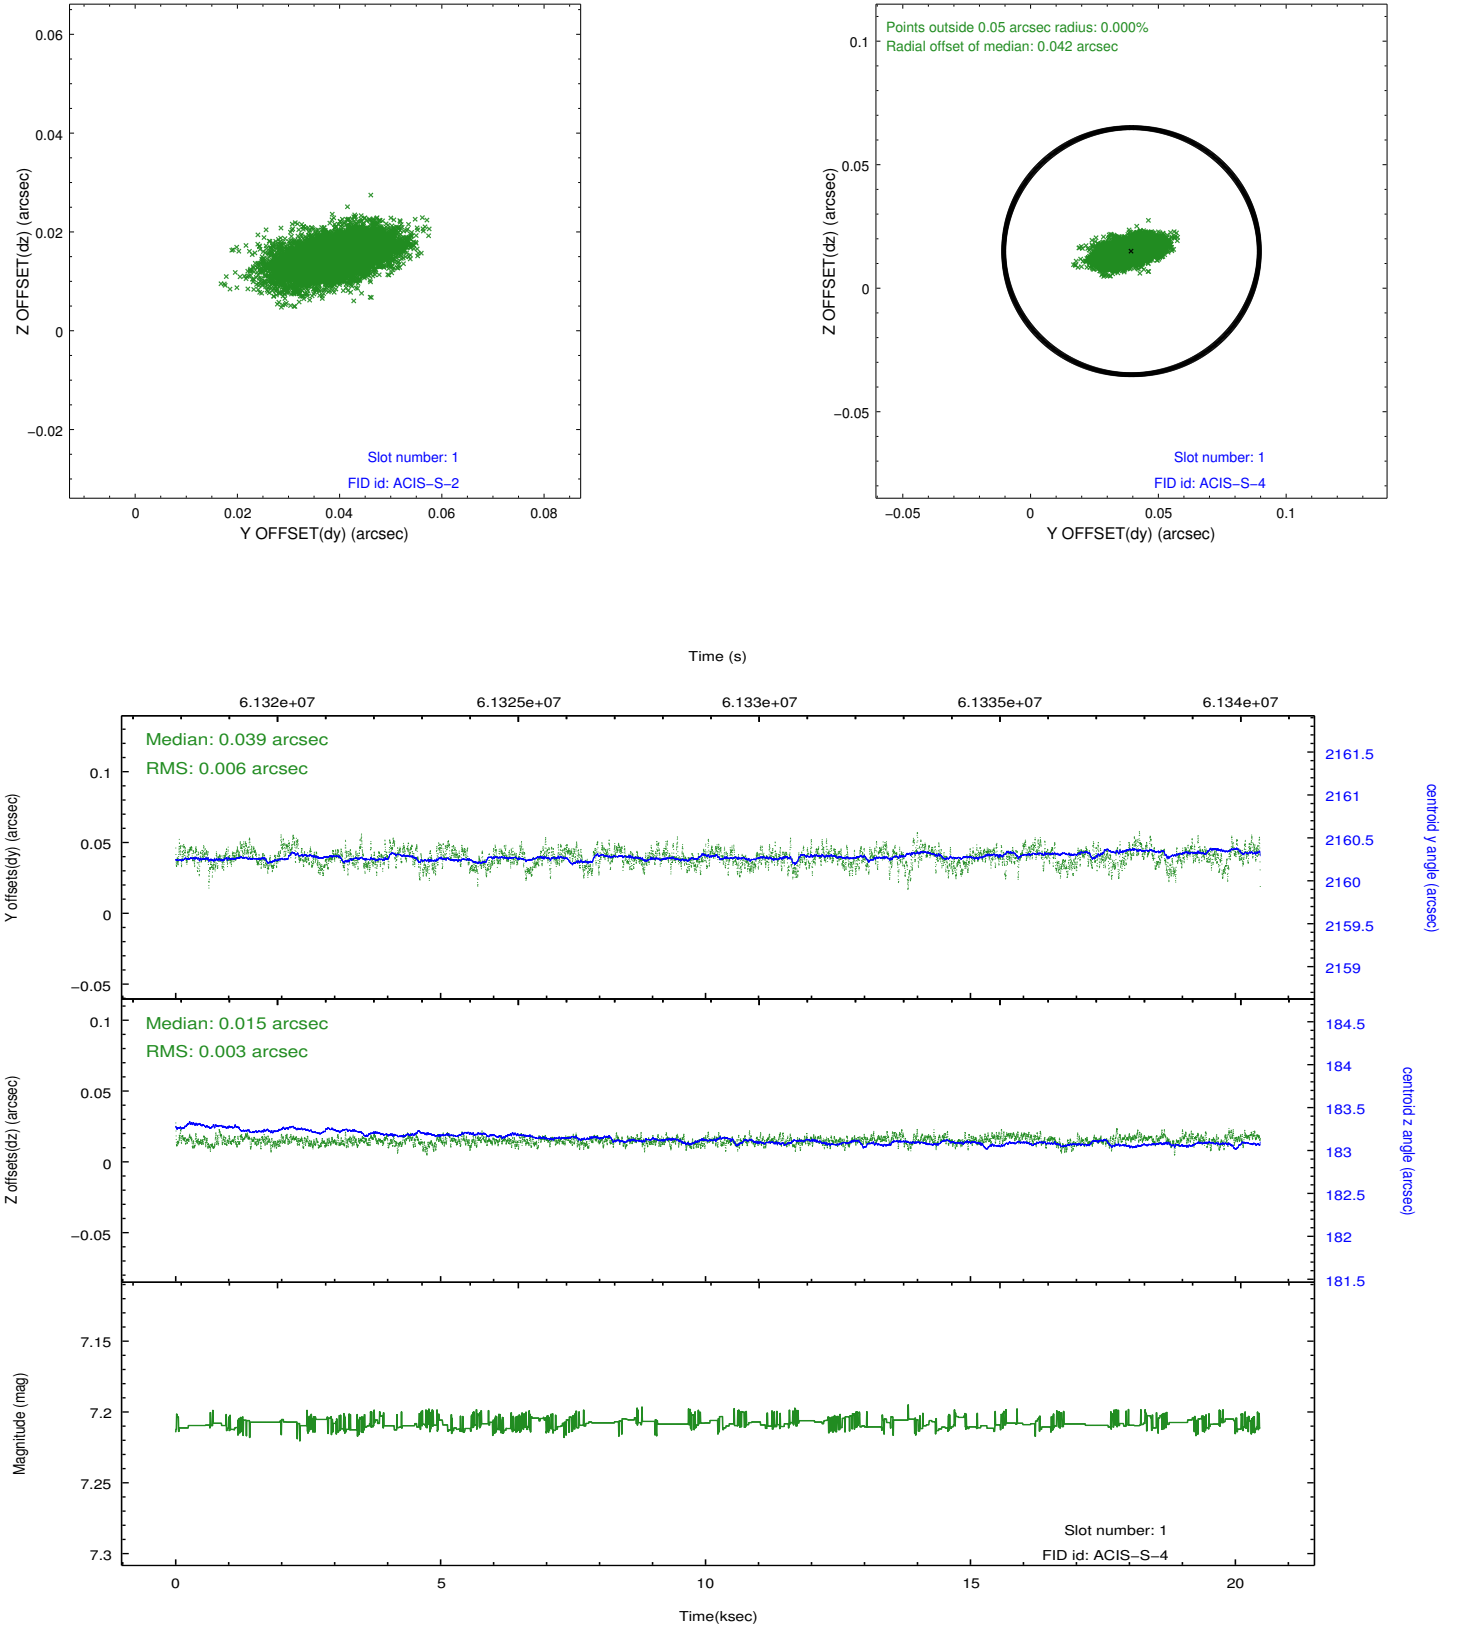 0.06
0.04
0.02
0
−0.02
Z OFFSET(dz) (arcsec)
Slot number: 1
FID id: ACIS−S−2
0 0.02 0.04 0.06 0.08
Y OFFSET(dy) (arcsec)
Points outside 0.05 arcsec radius: 0.000%
Radial offset of median: 0.042 arcsec
0.1
0.05
0
−0.05
Z OFFSET(dz) (arcsec)
Slot number: 1
FID id: ACIS−S−4
−0.05 0 0.05 0.1
Y OFFSET(dy) (arcsec)
Time (s)
6.132e+07 6.1325e+07 6.133e+07 6.1335e+07 6.134e+07
Median: 0.039 arcsec
RMS: 0.006 arcsec
0.1
0.05
0
−0.05
Y offsets(dy) (arcsec)
2161.5
2161
2160.5
2160
2159.5
2159
centroid y angle (arcsec)
Median: 0.015 arcsec
RMS: 0.003 arcsec
0.1
0.05
0
−0.05
Z offsets(dz) (arcsec)
184.5
184
183.5
183
182.5
182
181.5
centroid z angle (arcsec)
7.15
7.2
7.25
7.3
Magnitude (mag)
Slot number: 1
FID id: ACIS−S−4
0 5 10 15 20
Time(ksec)